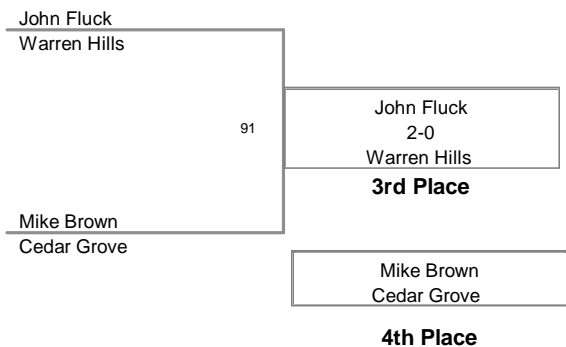 John Fluck
Warren Hills
91
John Fluck
2-0
Warren Hills
3rd Place
Mike Brown
Cedar Grove
Mike Brown
Cedar Grove
4th Place